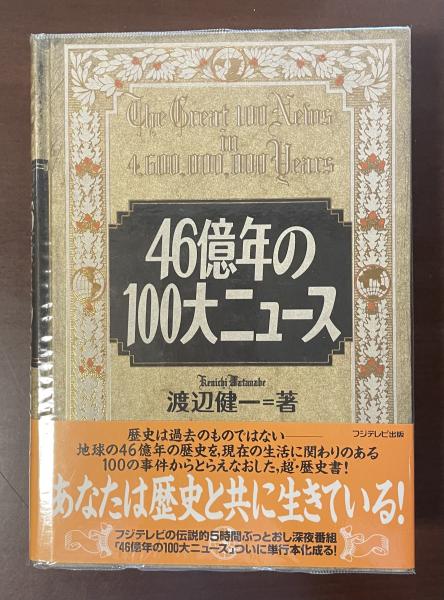 The Great 100 News
in
4,600,000,000 Years
46億年の
100大ニュース
Kenichi Watanabe
渡辺健一=著
フジテレビ出版
歴史は過去のものではない――
地球の46億年の歴史を、現在の生活に関わりのある
100の事件からとらえなおした、超・歴史書!
あなたは歴史と共に生きている!
フジテレビの伝説的5時間ぶっとおし深夜番組
「46億年の100大ニュース」ついに単行本化成る!